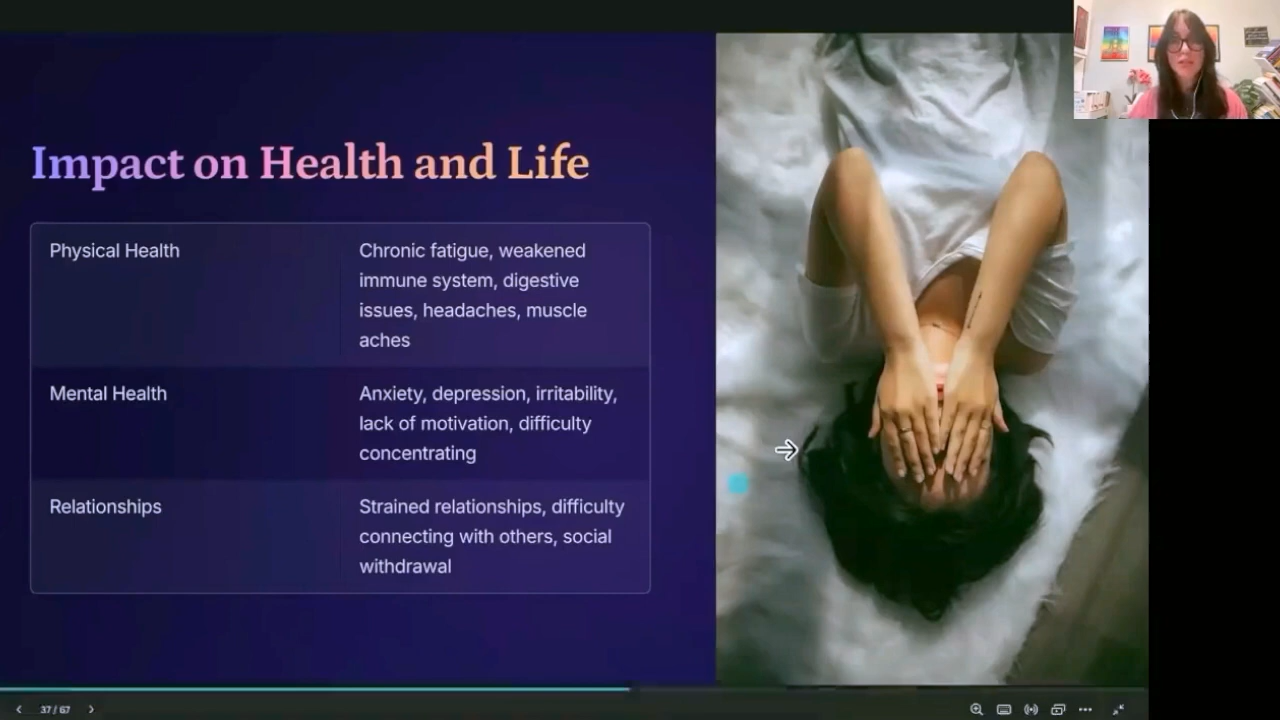 Impact on Health and Life
Physical Health
Chronic fatigue, weakened
immune system, digestive
issues, headaches, muscle
aches
Mental Health
Anxiety, depression, irritability,
lack of motivation, difficulty
concentrating
Relationships
Strained relationships, difficulty
connecting with others, social
withdrawal
37 / 67